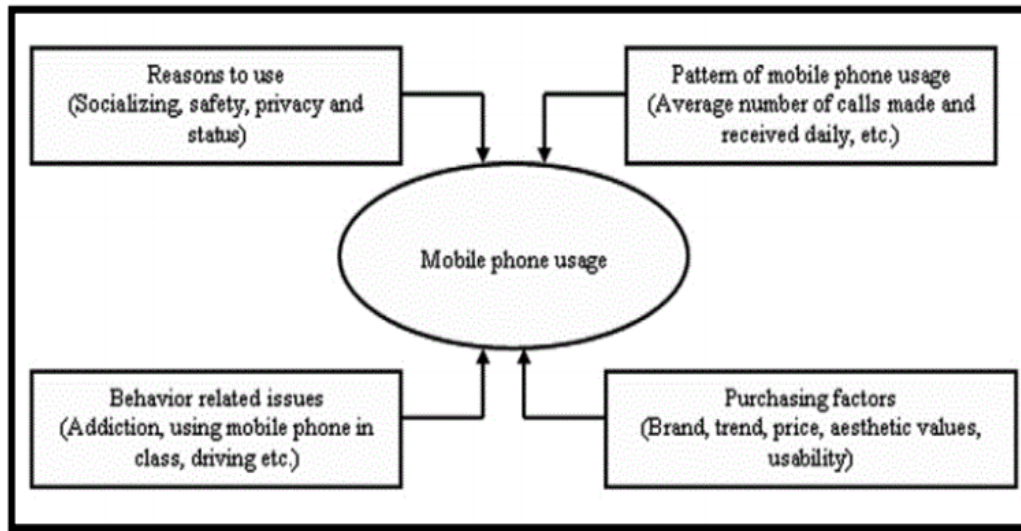 Reasons to use
(Socializing, safety, privacy and
status)
Pattern of mobile phone usage
(Average number of calls made and
received daily, etc.)
Mobile phone usage
Behavior related issues
(Addiction, using mobile phone in
class, driving etc.)
Purchasing factors
(Brand, trend, price, aesthetic values,
usability)